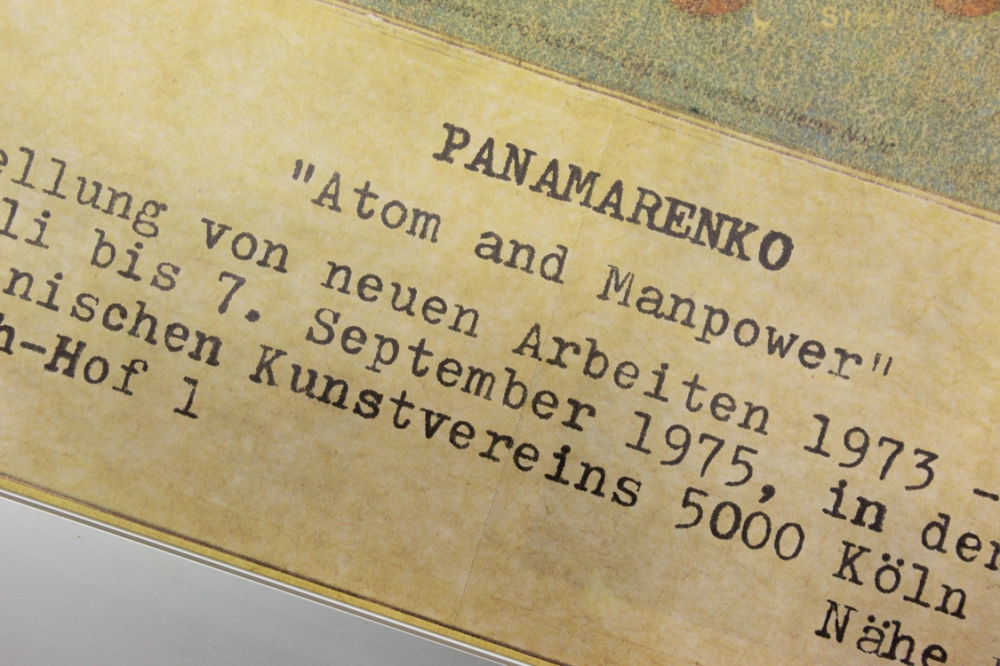 PANAMARENKO
"Atom and Manpower"
ellung von neuen Arbeiten 1973 -
li bis 7. September 1975, in der
nischen Kunstvereins 5000 Köln
h-Hof 1
Nähe